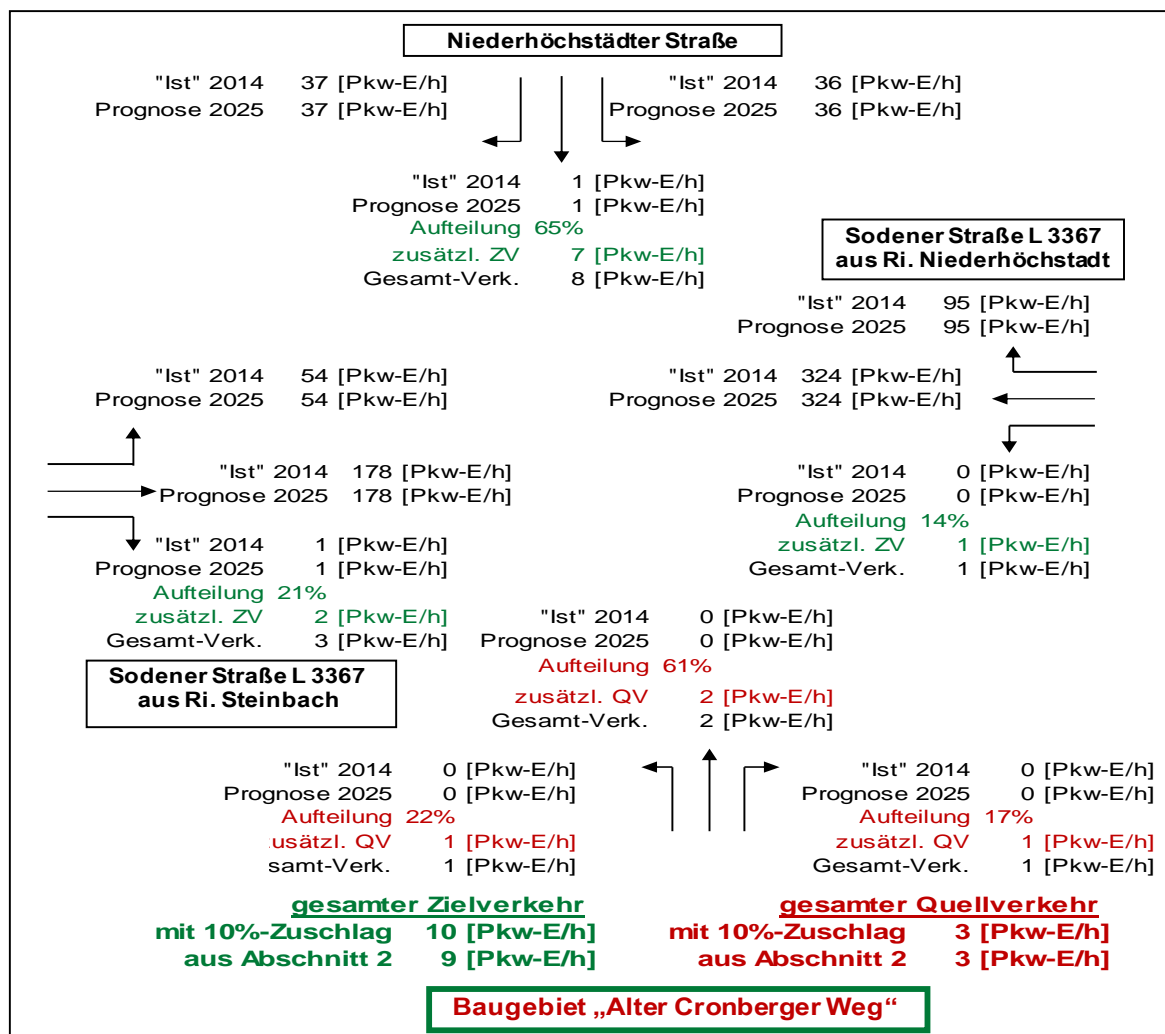 Niederhöchstädter Straße
"Ist" 2014 37 [Pkw-E/h]
Prognose 2025 37 [Pkw-E/h]
"Ist" 2014 36 [Pkw-E/h]
Prognose 2025 36 [Pkw-E/h]
"Ist" 2014 1 [Pkw-E/h]
Prognose 2025 1 [Pkw-E/h]
Aufteilung 65%
zusätzl. ZV 7 [Pkw-E/h]
Gesamt-Verk. 8 [Pkw-E/h]
Sodener Straße L 3367
aus Ri. Niederhöchstadt
"Ist" 2014 95 [Pkw-E/h]
Prognose 2025 95 [Pkw-E/h]
"Ist" 2014 54 [Pkw-E/h]
Prognose 2025 54 [Pkw-E/h]
"Ist" 2014 324 [Pkw-E/h]
Prognose 2025 324 [Pkw-E/h]
"Ist" 2014 178 [Pkw-E/h]
Prognose 2025 178 [Pkw-E/h]
"Ist" 2014 0 [Pkw-E/h]
Prognose 2025 0 [Pkw-E/h]
Aufteilung 14%
zusätzl. ZV 1 [Pkw-E/h]
Gesamt-Verk. 1 [Pkw-E/h]
"Ist" 2014 1 [Pkw-E/h]
Prognose 2025 1 [Pkw-E/h]
Aufteilung 21%
zusätzl. ZV 2 [Pkw-E/h]
Gesamt-Verk. 3 [Pkw-E/h]
Sodener Straße L 3367
aus Ri. Steinbach
"Ist" 2014 0 [Pkw-E/h]
Prognose 2025 0 [Pkw-E/h]
Aufteilung 61%
zusätzl. QV 2 [Pkw-E/h]
Gesamt-Verk. 2 [Pkw-E/h]
"Ist" 2014 0 [Pkw-E/h]
Prognose 2025 0 [Pkw-E/h]
Aufteilung 22%
usätzl. QV 1 [Pkw-E/h]
samt-Verk. 1 [Pkw-E/h]
"Ist" 2014 0 [Pkw-E/h]
Prognose 2025 0 [Pkw-E/h]
Aufteilung 17%
zusätzl. QV 1 [Pkw-E/h]
Gesamt-Verk. 1 [Pkw-E/h]
gesamter Zielverkehr
mit 10%-Zuschlag 10 [Pkw-E/h]
aus Abschnitt 2 9 [Pkw-E/h]
gesamter Quellverkehr
mit 10%-Zuschlag 3 [Pkw-E/h]
aus Abschnitt 2 3 [Pkw-E/h]
Baugebiet „Alter Cronberger Weg“